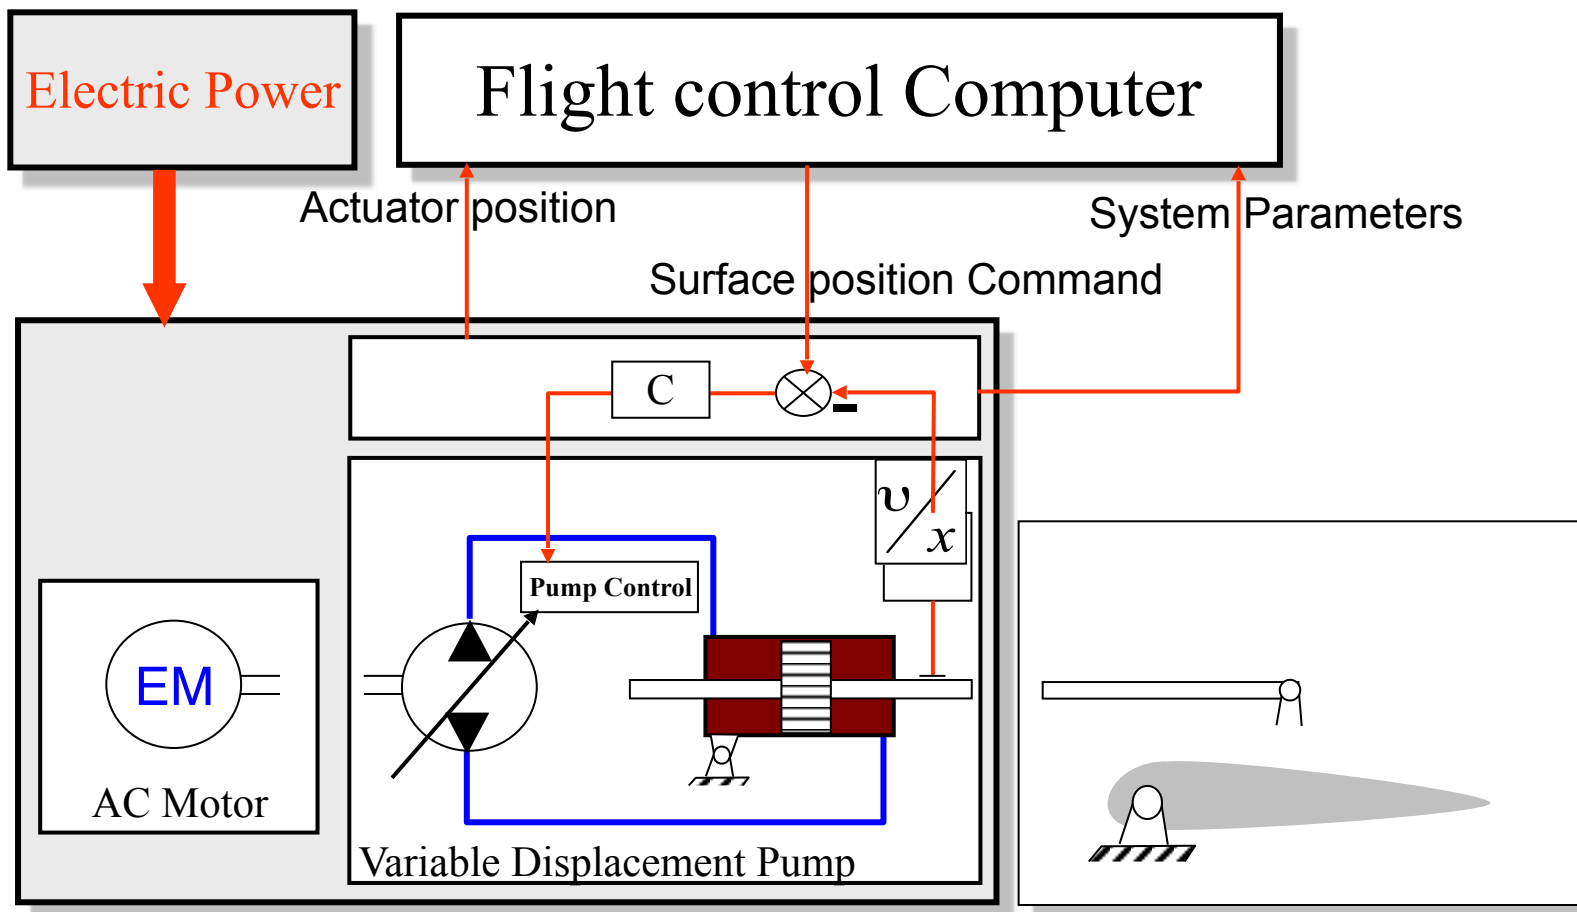 Electric Power
Flight control Computer
Actuator position
System Parameters
Surface position Command
C
υ
x
Pump Control
EM
AC Motor
Variable Displacement Pump